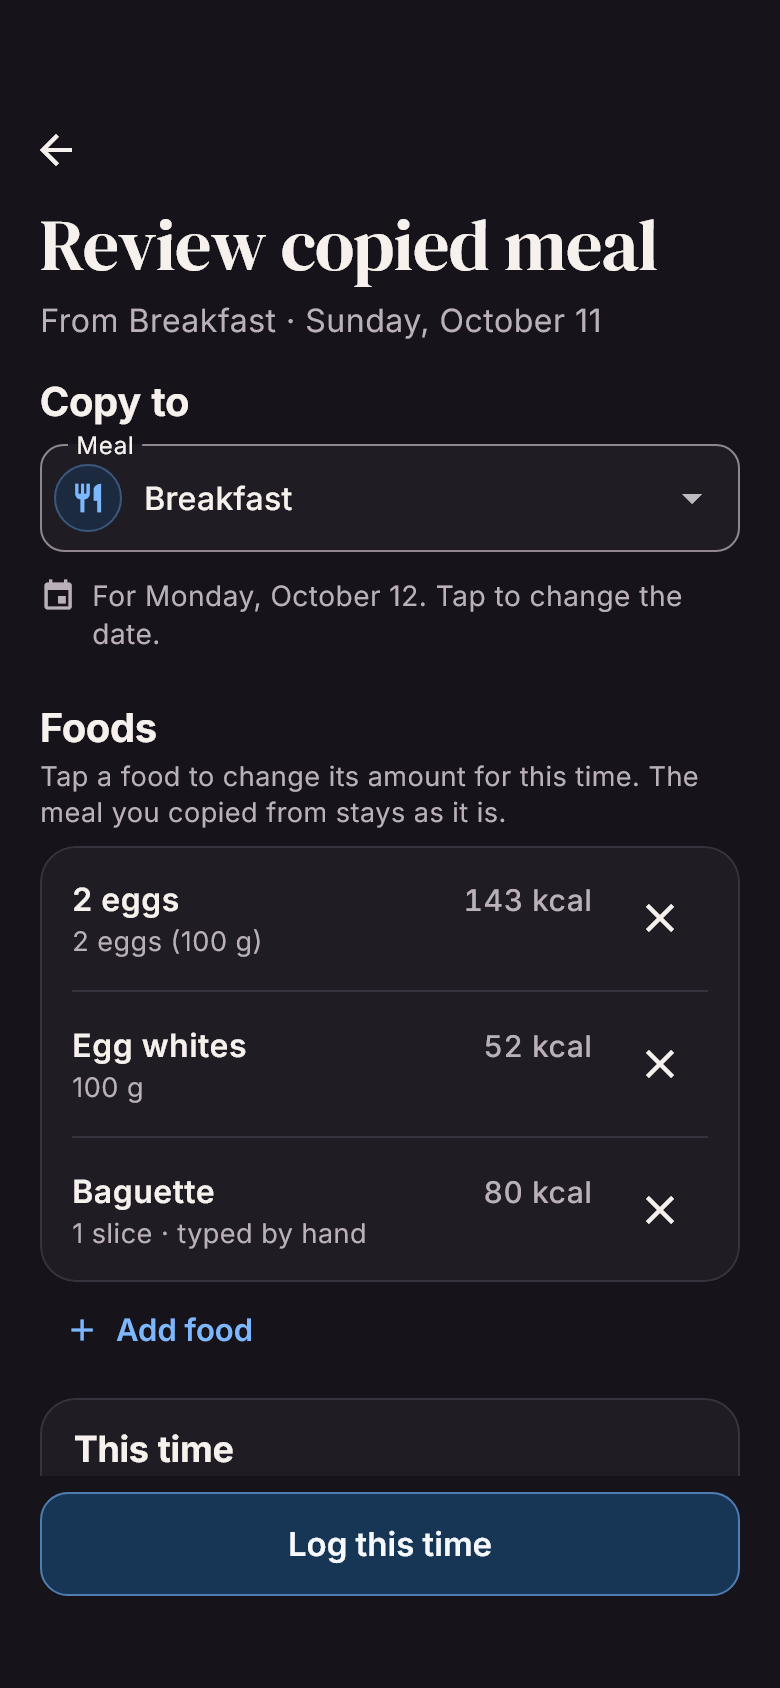 Review copied meal
From Breakfast · Sunday, October 11
Copy to
Meal
Breakfast
For Monday, October 12. Tap to change the
date.
Foods
Tap a food to change its amount for this time. The
meal you copied from stays as it is.
2 eggs 143 kcal
2 eggs (100 g)
Egg whites 52 kcal
100 g
Baguette 80 kcal
1 slice · typed by hand
+ Add food
This time
Log this time